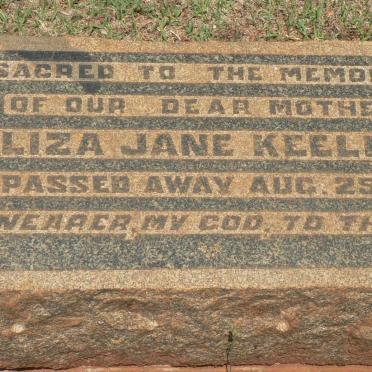 SACRED TO THE MEMO
OF OUR DEAR MOTHE
LIZA JANE KEEL
PASSED AWAY AUG. 25
NEARER MY GOD, TO TH